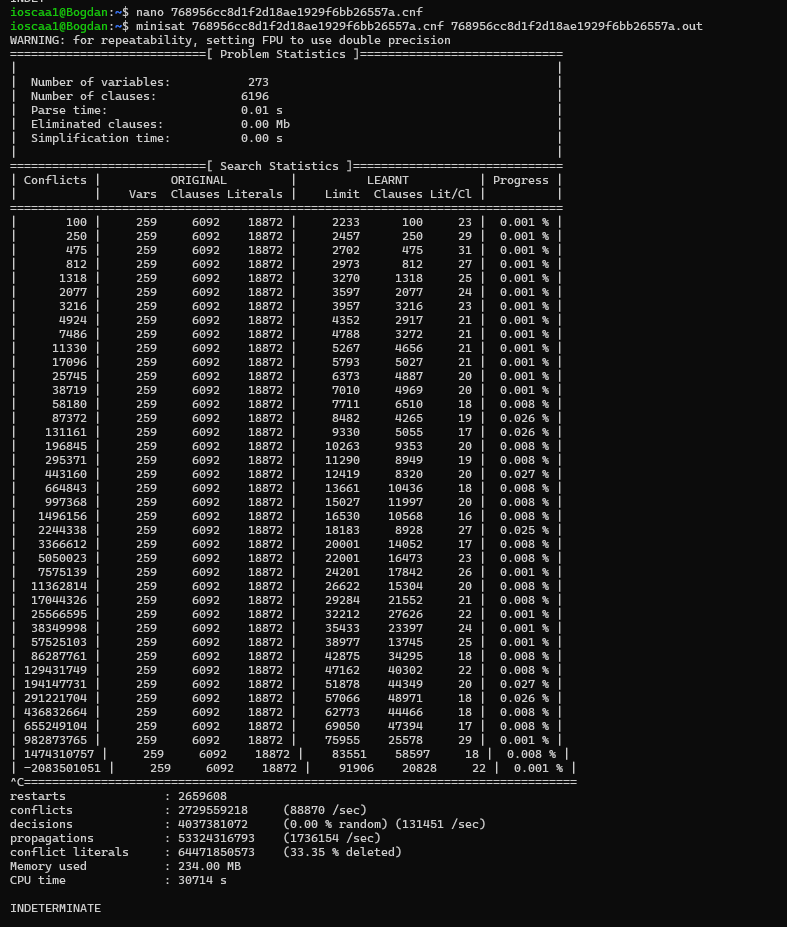 INDET
ioscaa1@Bogdan:~$ nano 768956cc8d1f2d18ae1929f6bb26557a.cnf
ioscaa1@Bogdan:~$ minisat 768956cc8d1f2d18ae1929f6bb26557a.cnf 768956cc8d1f2d18ae1929f6bb26557a.out
WARNING: for repeatability, setting FPU to use double precision
============================[ Problem Statistics ]=============================
|                                                                             |
|  Number of variables:           273                                         |
|  Number of clauses:            6196                                         |
|  Parse time:                   0.01 s                                       |
|  Eliminated clauses:           0.00 Mb                                      |
|  Simplification time:          0.00 s                                       |
|                                                                             |
============================[ Search Statistics ]==============================
| Conflicts |          ORIGINAL         |          LEARNT          | Progress |
|           |    Vars  Clauses Literals |    Limit  Clauses Lit/Cl |          |
===============================================================================
|       100 |     259     6092    18872 |     2233      100     23 |  0.001 % |
|       250 |     259     6092    18872 |     2457      250     29 |  0.001 % |
|       475 |     259     6092    18872 |     2702      475     31 |  0.001 % |
|       812 |     259     6092    18872 |     2973      812     27 |  0.001 % |
|      1318 |     259     6092    18872 |     3270     1318     25 |  0.001 % |
|      2077 |     259     6092    18872 |     3597     2077     24 |  0.001 % |
|      3216 |     259     6092    18872 |     3957     3216     23 |  0.001 % |
|      4924 |     259     6092    18872 |     4352     2917     21 |  0.001 % |
|      7486 |     259     6092    18872 |     4788     3272     21 |  0.001 % |
|     11330 |     259     6092    18872 |     5267     4656     21 |  0.001 % |
|     17096 |     259     6092    18872 |     5793     5027     21 |  0.001 % |
|     25745 |     259     6092    18872 |     6373     4887     20 |  0.001 % |
|     38719 |     259     6092    18872 |     7010     4969     20 |  0.001 % |
|     58180 |     259     6092    18872 |     7711     6510     18 |  0.008 % |
|     87372 |     259     6092    18872 |     8482     4265     19 |  0.026 % |
|    131161 |     259     6092    18872 |     9330     5055     17 |  0.026 % |
|    196845 |     259     6092    18872 |    10263     9353     20 |  0.008 % |
|    295371 |     259     6092    18872 |    11290     8949     19 |  0.008 % |
|    443160 |     259     6092    18872 |    12419     8320     20 |  0.027 % |
|    664843 |     259     6092    18872 |    13661    10436     18 |  0.008 % |
|    997368 |     259     6092    18872 |    15027    11997     20 |  0.008 % |
|   1496156 |     259     6092    18872 |    16530    10568     16 |  0.008 % |
|   2244338 |     259     6092    18872 |    18183     8928     27 |  0.025 % |
|   3366612 |     259     6092    18872 |    20001    14052     17 |  0.008 % |
|   5050023 |     259     6092    18872 |    22001    16473     23 |  0.008 % |
|   7575139 |     259     6092    18872 |    24201    17842     26 |  0.001 % |
|  11362814 |     259     6092    18872 |    26622    15304     20 |  0.008 % |
|  17044326 |     259     6092    18872 |    29284    21552     21 |  0.008 % |
|  25566595 |     259     6092    18872 |    32212    27626     22 |  0.001 % |
|  38349998 |     259     6092    18872 |    35433    23397     24 |  0.001 % |
|  57525103 |     259     6092    18872 |    38977    13745     25 |  0.001 % |
|  86287761 |     259     6092    18872 |    42875    34295     18 |  0.008 % |
| 129431749 |     259     6092    18872 |    47162    40302     22 |  0.008 % |
| 194147731 |     259     6092    18872 |    51878    44349     20 |  0.027 % |
| 291221704 |     259     6092    18872 |    57066    48971     18 |  0.026 % |
| 436832664 |     259     6092    18872 |    62773    44466     18 |  0.008 % |
| 655249104 |     259     6092    18872 |    69050    47394     17 |  0.008 % |
| 982873765 |     259     6092    18872 |    75955    25578     29 |  0.001 % |
| 1474310757 |     259     6092    18872 |    83551    58597     18 |  0.008 % |
| -2083501051 |     259     6092    18872 |    91906    20828     22 |  0.001 % |
^C===============================================================================
restarts              : 2659608
conflicts             : 2729559218     (88870 /sec)
decisions             : 4037381072     (0.00 % random) (131451 /sec)
propagations          : 53324316793    (1736154 /sec)
conflict literals     : 64471850573    (33.35 % deleted)
Memory used           : 234.00 MB
CPU time              : 30714 s

INDETERMINATE